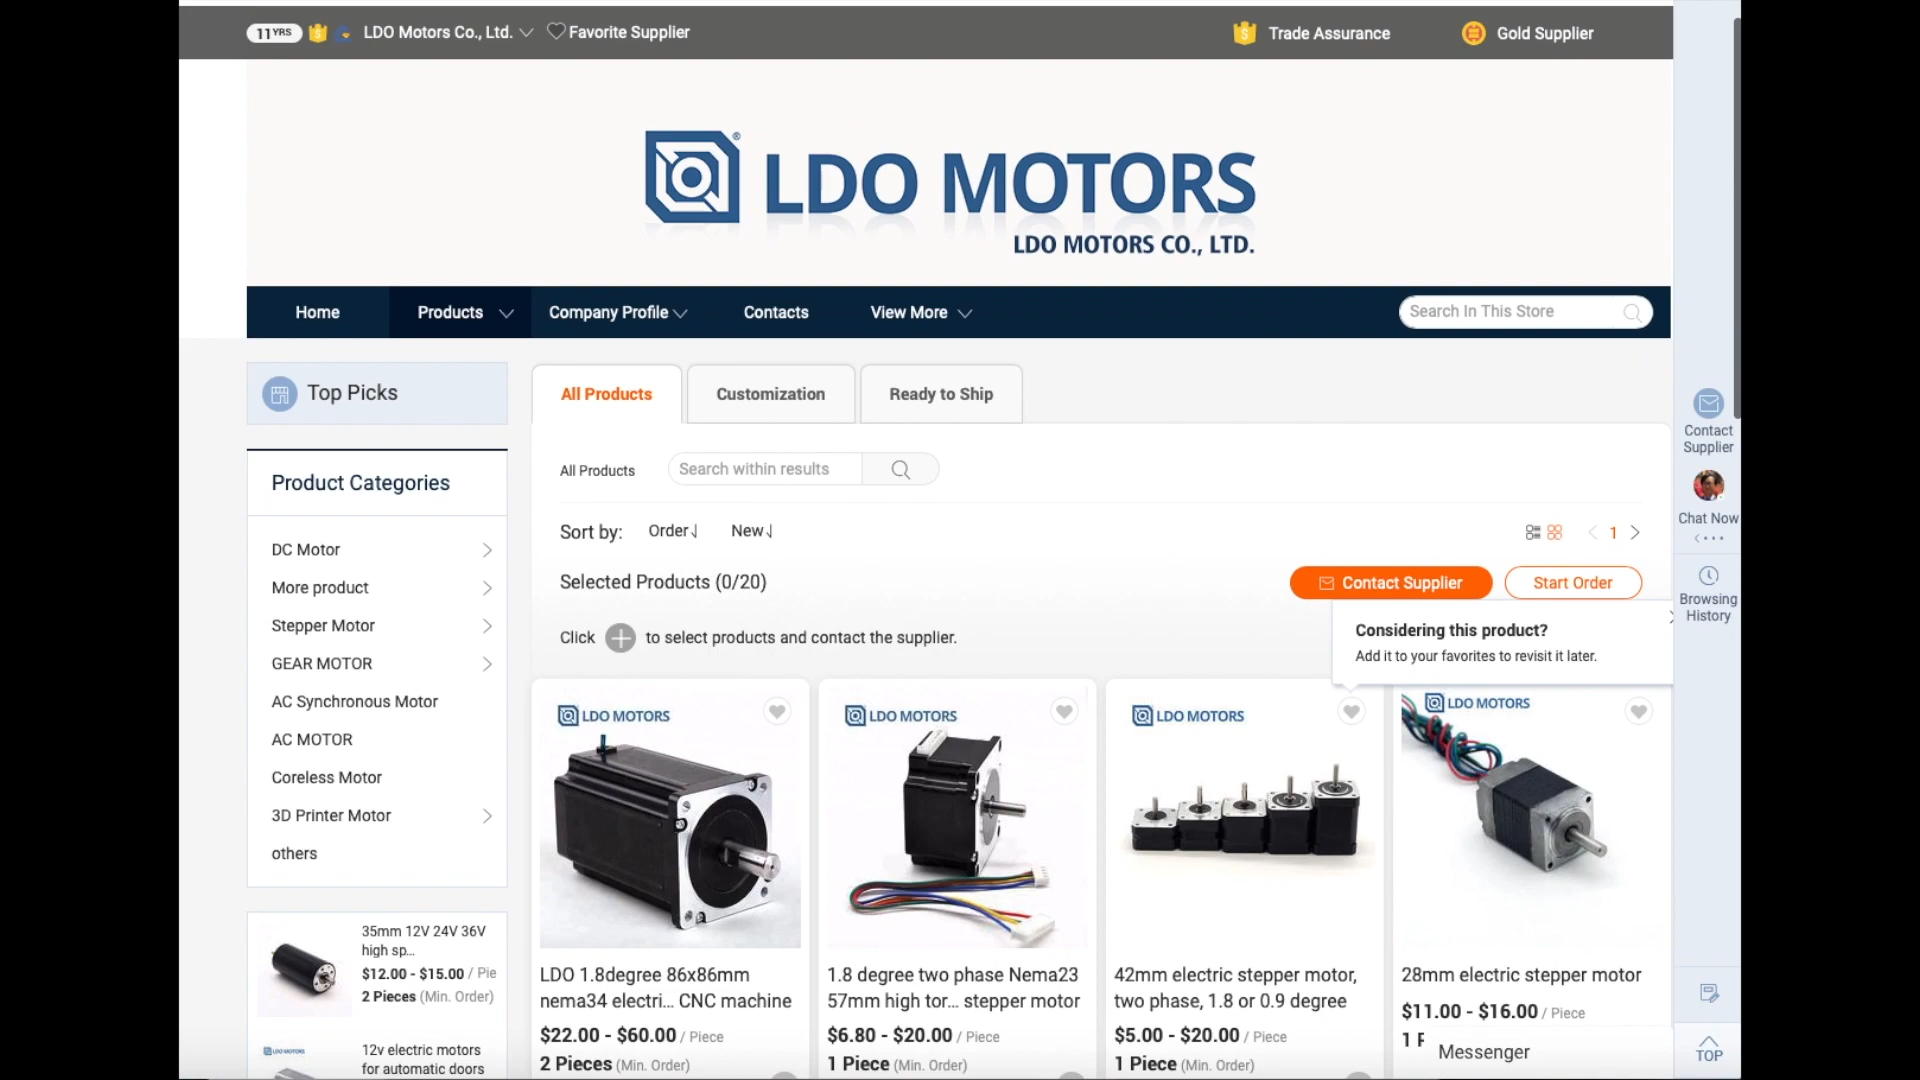 11 YRS LDO Motors Co., Ltd. Favorite Supplier Trade Assurance Gold Supplier
LDO MOTORS
LDO MOTORS CO., LTD.
Home Products Company Profile Contacts View More Search In This Store
Top Picks
Product Categories
DC Motor
More product
Stepper Motor
GEAR MOTOR
AC Synchronous Motor
AC MOTOR
Coreless Motor
3D Printer Motor
others
35mm 12V 24V 36V
high sp...
$12.00 - $15.00 / Pie
2 Pieces (Min. Order)
LDO MOTORS
12v electric motors
for automatic doors
All Products Customization Ready to Ship
All Products Search within results
Sort by: Order New 1
Selected Products (0/20) Contact Supplier Start Order
Click to select products and contact the supplier.
Considering this product?
Add it to your favorites to revisit it later.
LDO MOTORS
LDO 1.8degree 86x86mm
nema34 electri... CNC machine
$22.00 - $60.00 / Piece
2 Pieces (Min. Order)
LDO MOTORS
1.8 degree two phase Nema23
57mm high tor... stepper motor
$6.80 - $20.00 / Piece
1 Piece (Min. Order)
LDO MOTORS
42mm electric stepper motor,
two phase, 1.8 or 0.9 degree
$5.00 - $20.00 / Piece
1 Piece (Min. Order)
LDO MOTORS
28mm electric stepper motor
$11.00 - $16.00 / Piece
1 P
Messenger
Contact
Supplier
Chat Now
Browsing
History
TOP